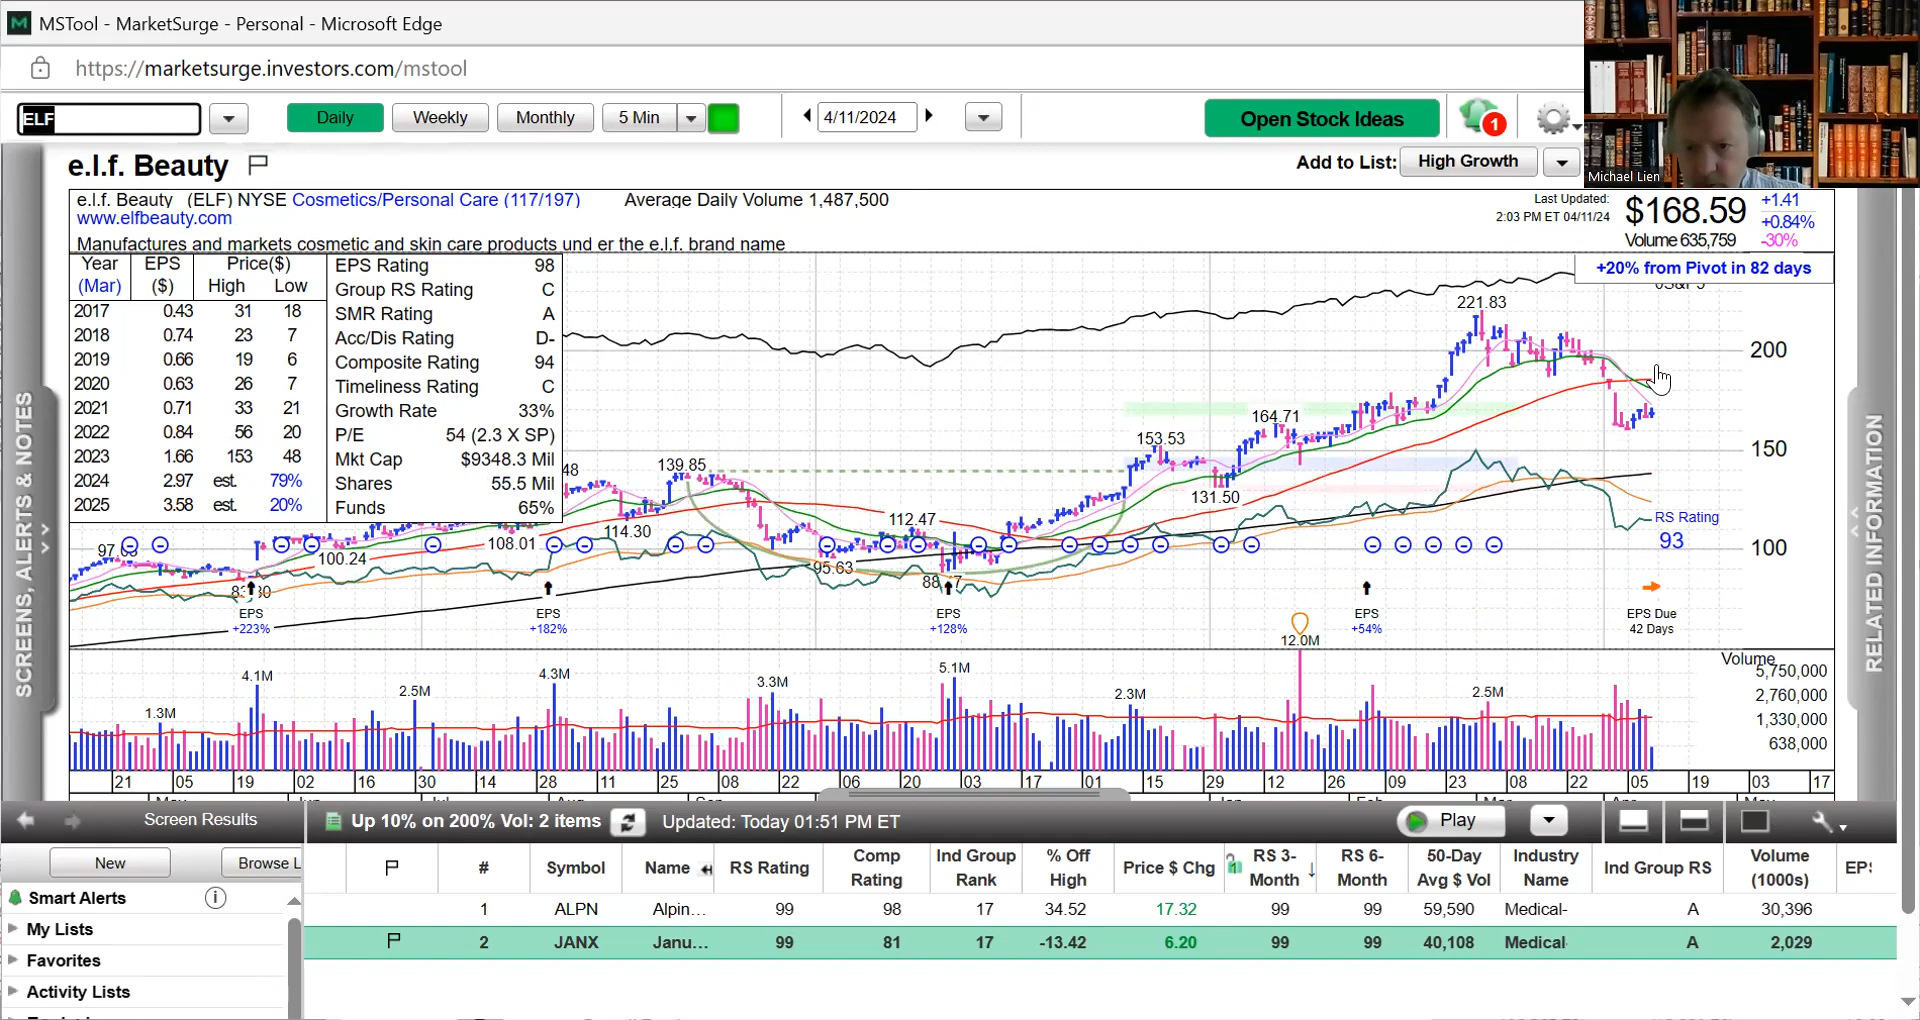 MSTool - MarketSurge - Personal - Microsoft Edge
https://marketsurge.investors.com/mstool
ELF
Daily
Weekly
Monthly
5 Min
4/11/2024
Open Stock Ideas
1
Michael Lien
e.l.f. Beauty
Add to List:
High Growth
e.l.f. Beauty (ELF) NYSE Cosmetics/Personal Care (117/197) Average Daily Volume 1,487,500
www.elfbeauty.com
Manufactures and markets cosmetic and skin care products und er the e.l.f. brand name
Last Updated:
2:03 PM ET 04/11/24
$168.59
+1.41
+0.84%
Volume 635,759 -30%
+20% from Pivot in 82 days
Year EPS Price($)
(Mar) ($) High Low
2017 0.43 31 18
2018 0.74 23 7
2019 0.66 19 6
2020 0.63 26 7
2021 0.71 33 21
2022 0.84 56 20
2023 1.66 153 48
2024 2.97 est. 79%
2025 3.58 est. 20%
EPS Rating 98
Group RS Rating C
SMR Rating A
Acc/Dis Rating D-
Composite Rating 94
Timeliness Rating C
Growth Rate 33%
P/E 54 (2.3 X SP)
Mkt Cap $9348.3 Mil
Shares 55.5 Mil
Funds 65%
221.83
200
164.71
153.53
150
139.85
131.50
114.30
112.47
108.01
100.24
95.63
100
RS Rating
93
EPS
+223%
EPS
+182%
EPS
+128%
EPS
+54%
EPS Due
42 Days
12.0M
Volume
4.1M
1.3M
2.5M
4.3M
3.3M
5.1M
2.3M
2.5M
5,750,000
2,760,000
1,330,000
638,000
21 05 19 02 16 30 14 28 11 25 08 22 06 20 03 17 01 15 29 12 26 09 23 08 22 05 19 03 17
SCREENS, ALERTS & NOTES
RELATED INFORMATION
Screen Results
Up 10% on 200% Vol: 2 items
Updated: Today 01:51 PM ET
Play
New
Browse L
Smart Alerts
My Lists
Favorites
Activity Lists
# Symbol Name RS Rating Comp Rating Ind Group Rank % Off High Price $ Chg RS 3-Month RS 6-Month 50-Day Avg $ Vol Industry Name Ind Group RS Volume (1000s) EPS
1 ALPN Alpin... 99 98 17 34.52 17.32 99 99 59,590 Medical- A 30,396
2 JANX Janu... 99 81 17 -13.42 6.20 99 99 40,108 Medical A 2,029